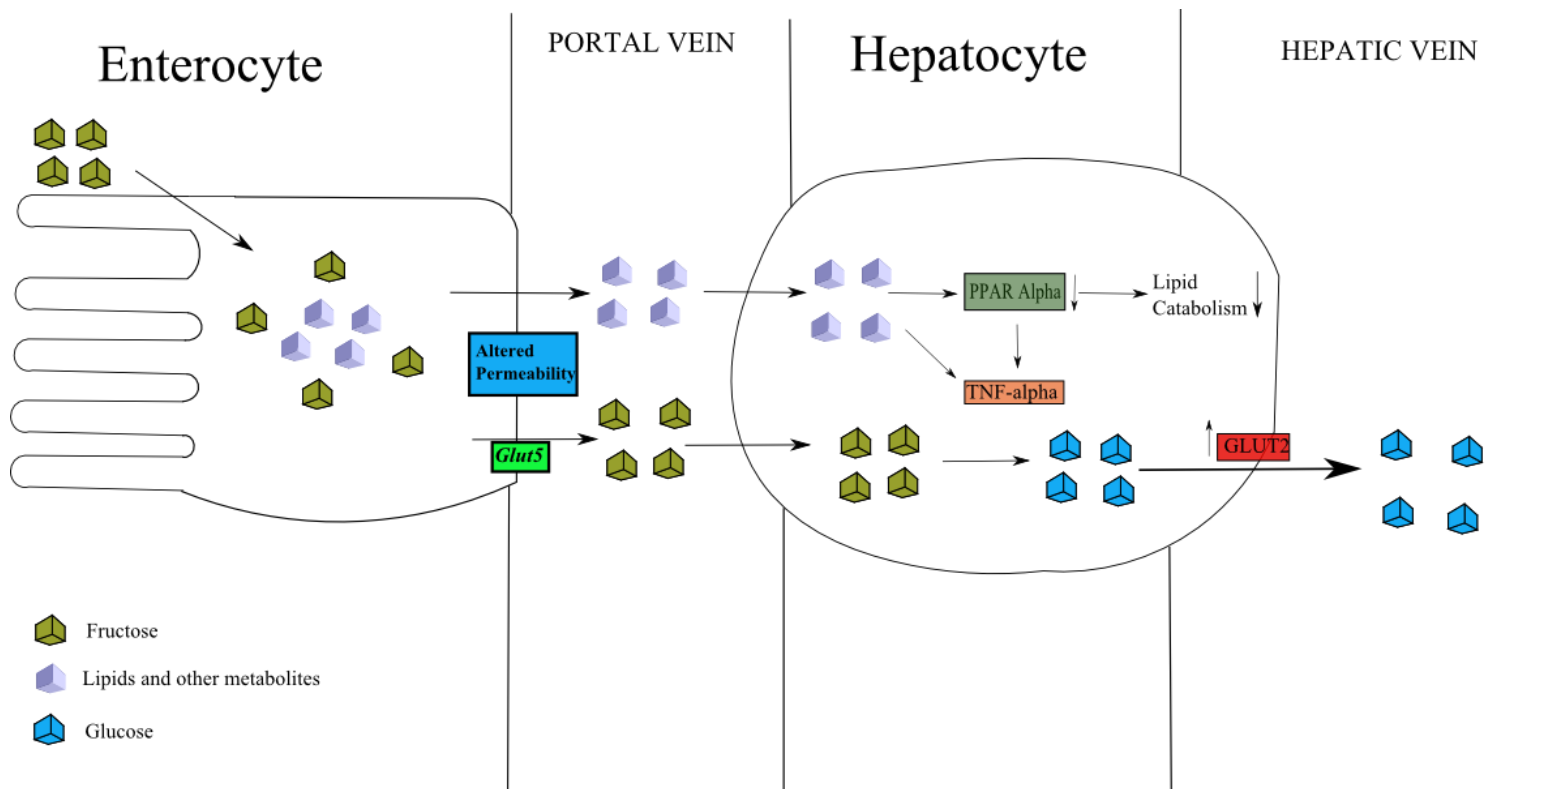 Enterocyte
PORTAL VEIN
Hepatocyte
HEPATIC VEIN
PPAR Alpha
Lipid
Catabolism
Altered
Permeability
TNF-alpha
Glut5
GLUT2
Fructose
Lipids and other metabolites
Glucose